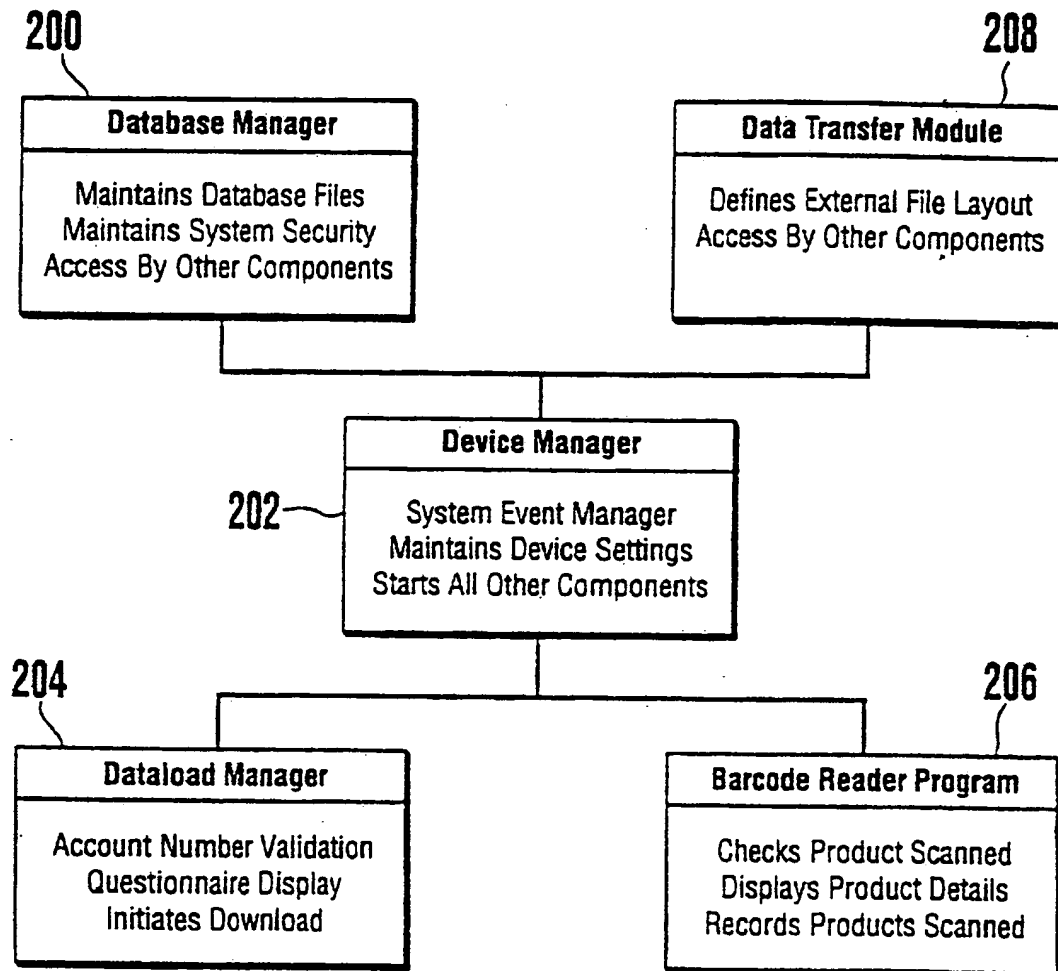 200
208
Database Manager
Maintains Database Files
Maintains System Security
Access By Other Components
Data Transfer Module
Defines External File Layout
Access By Other Components
Device Manager
202
System Event Manager
Maintains Device Settings
Starts All Other Components
204
206
Dataload Manager
Account Number Validation
Questionnaire Display
Initiates Download
Barcode Reader Program
Checks Product Scanned
Displays Product Details
Records Products Scanned